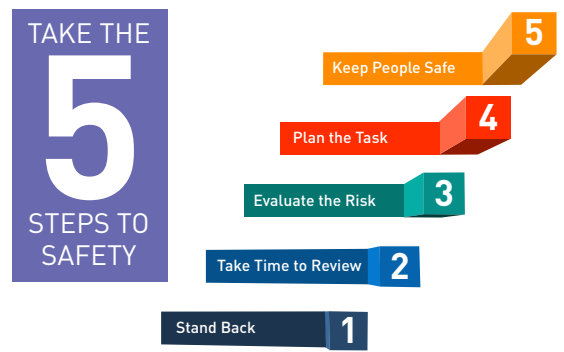 TAKE THE
5
STEPS TO
SAFETY
Keep People Safe 5
Plan the Task 4
Evaluate the Risk 3
Take Time to Review 2
Stand Back 1